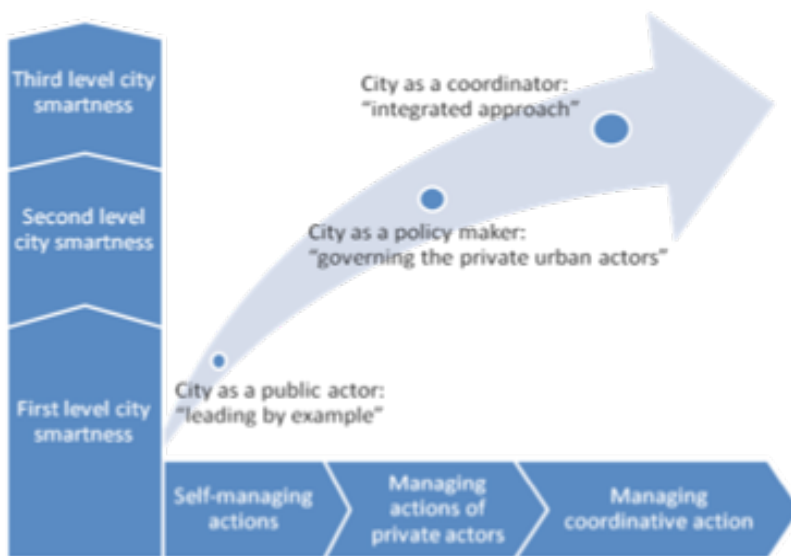 Third level city
smartness
City as a coordinator:
“integrated approach”
Second level
city smartness
City as a policy maker:
“governing the private urban actors”
City as a public actor:
“leading by example”
First level city
smartness
Self-managing
actions
Managing
actions of
private actors
Managing
coordinative action